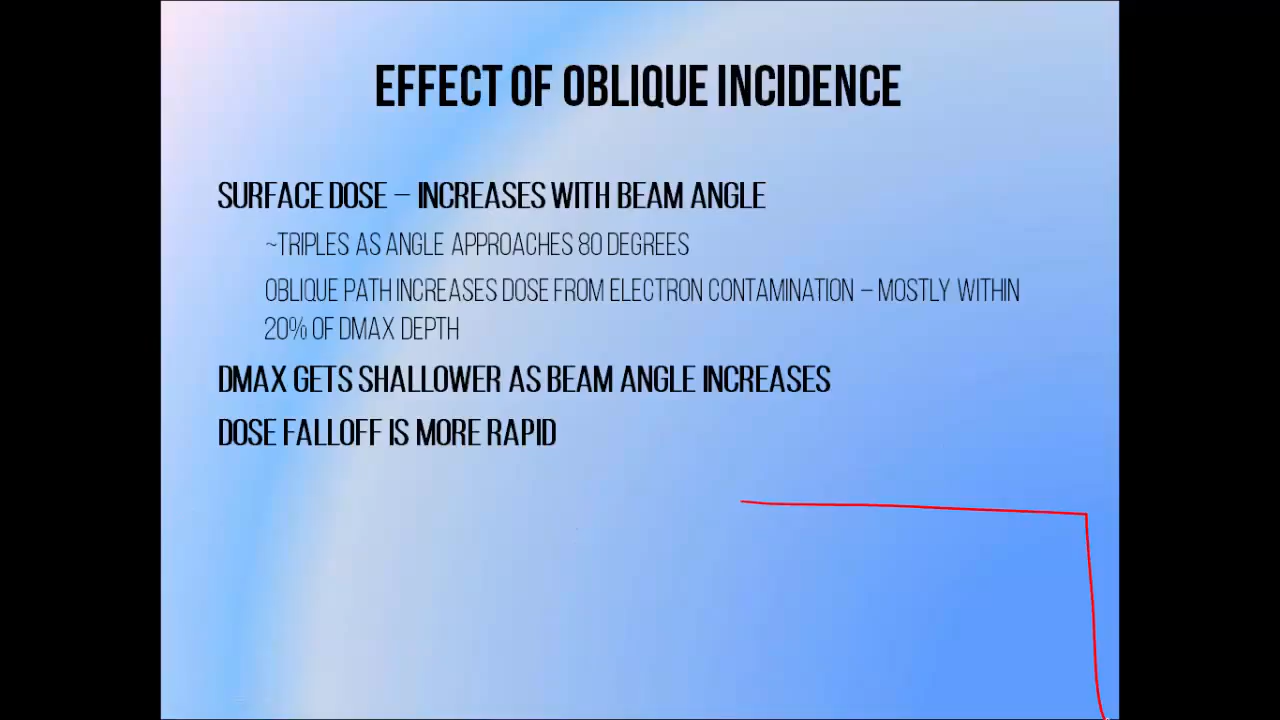 EFFECT OF OBLIQUE INCIDENCE
SURFACE DOSE – INCREASES WITH BEAM ANGLE
~TRIPLES AS ANGLE APPROACHES 80 DEGREES
OBLIQUE PATH INCREASES DOSE FROM ELECTRON CONTAMINATION – MOSTLY WITHIN
20% OF DMAX DEPTH
DMAX GETS SHALLOWER AS BEAM ANGLE INCREASES
DOSE FALLOFF IS MORE RAPID